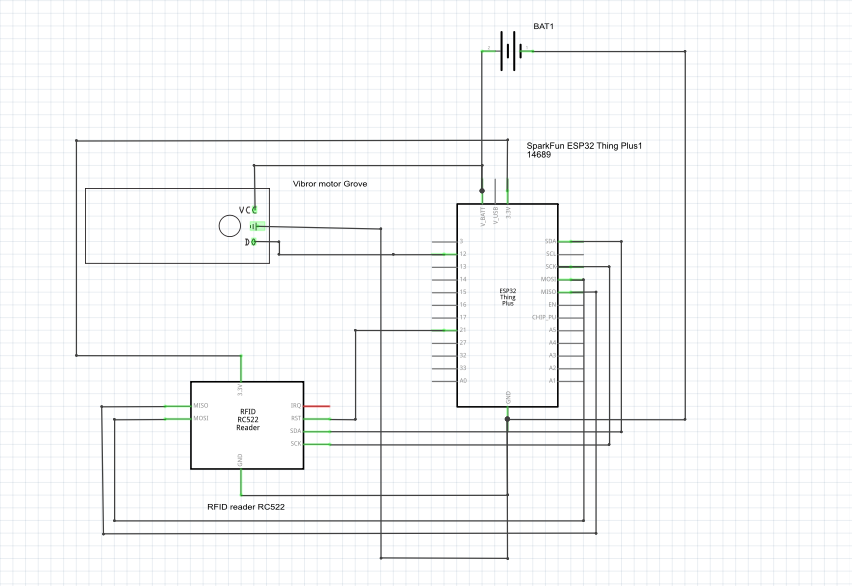 BAT1
SparkFun ESP32 Thing Plus1
14689
Vibror motor Grove
VCC
D0
V_BATT
V_USB
3.3V
3
12
13
14
15
16
17
21
27
32
33
A0
ESP32
Thing
Plus
SDA
SCL
SCK
MOSI
MISO
EN
CHIP_PU
A5
A4
A3
A2
A1
GND
3.3V
MISO
MOSI
RFID
RC522
Reader
IRQ
RST
SDA
SCK
GND
RFID reader RC522